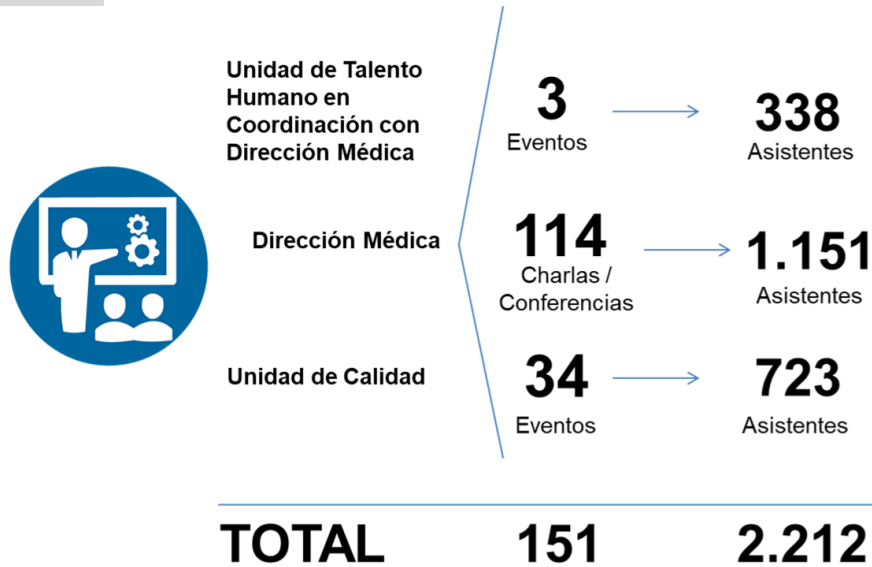 Unidad de Talento
Humano en
Coordinación con
Dirección Médica
3
Eventos
338
Asistentes
Dirección Médica
114
Charlas /
Conferencias
1.151
Asistentes
Unidad de Calidad
34
Eventos
723
Asistentes
TOTAL 151 2.212